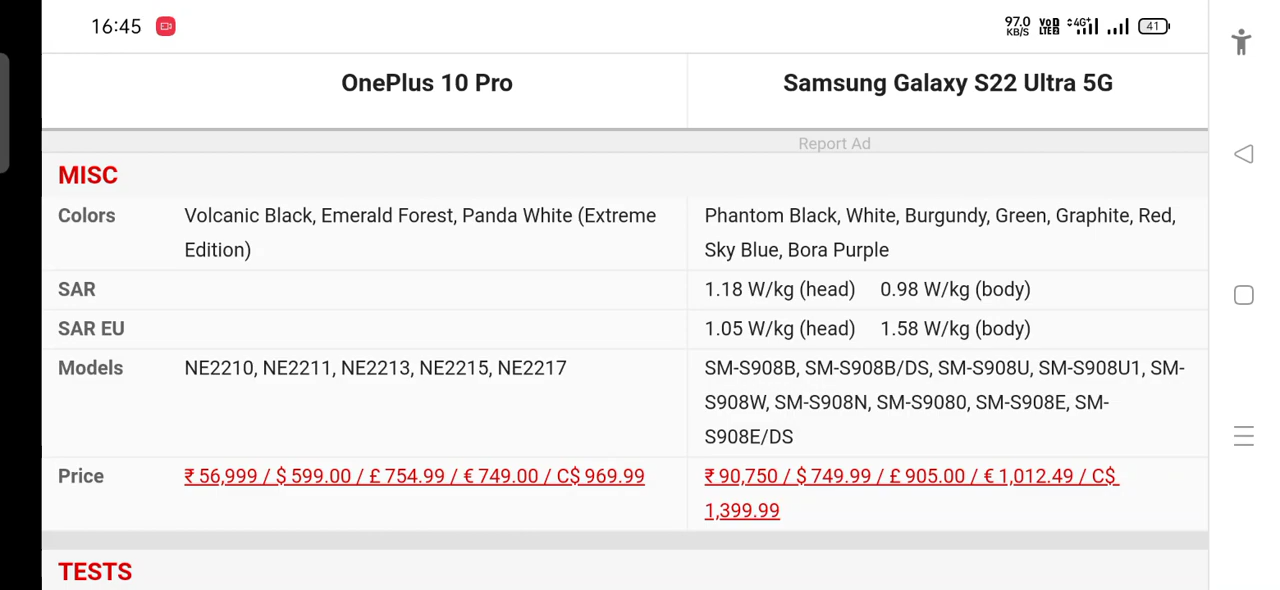 16:45
97.0 KB/S VoD LTE 4G+ 41
OnePlus 10 Pro Samsung Galaxy S22 Ultra 5G
Report Ad
MISC
Colors Volcanic Black, Emerald Forest, Panda White (Extreme Phantom Black, White, Burgundy, Green, Graphite, Red,
Edition) Sky Blue, Bora Purple
SAR 1.18 W/kg (head) 0.98 W/kg (body)
SAR EU 1.05 W/kg (head) 1.58 W/kg (body)
Models NE2210, NE2211, NE2213, NE2215, NE2217 SM-S908B, SM-S908B/DS, SM-S908U, SM-S908U1, SM-
S908W, SM-S908N, SM-S9080, SM-S908E, SM-
S908E/DS
Price ₹ 56,999 / $ 599.00 / £ 754.99 / € 749.00 / C$ 969.99 ₹ 90,750 / $ 749.99 / £ 905.00 / € 1,012.49 / C$
1,399.99
TESTS